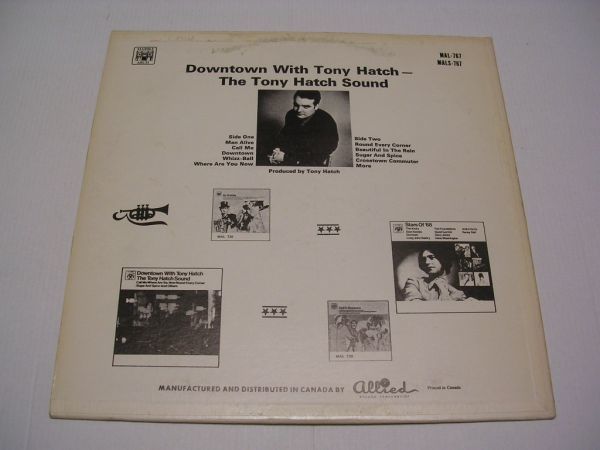 MAL-767
MALS-767
Downtown With Tony Hatch —
The Tony Hatch Sound
Side One
Man Alive
Call Me
Downtown
Whizz-Ball
Where Are You Now
Side Two
Round Every Corner
Beautiful In The Rain
Sugar And Spice
Crosstown Commuter
More
Produced by Tony Hatch
Stars Of '68
Downtown With Tony Hatch
The Tony Hatch Sound
MANUFACTURED AND DISTRIBUTED IN CANADA BY
Allied
RECORD CORPORATION
Printed in Canada